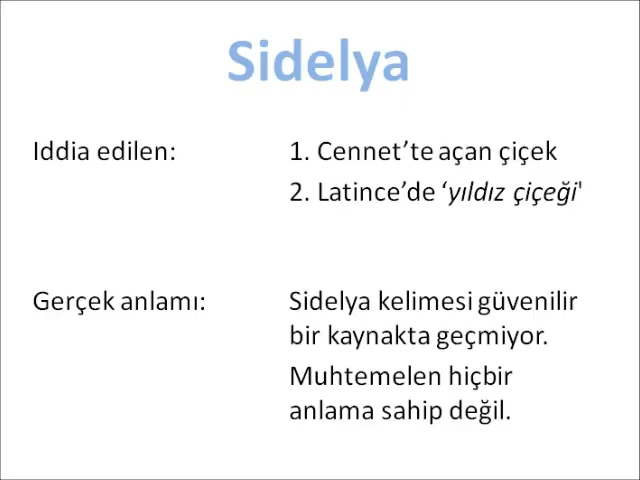 Sidelya
Iddia edilen: 1. Cennet’te açan çiçek
2. Latince’de ‘yıldız çiçeği'
Gerçek anlamı: Sidelya kelimesi güvenilir
bir kaynakta geçmiyor.
Muhtemelen hiçbir
anlama sahip değil.